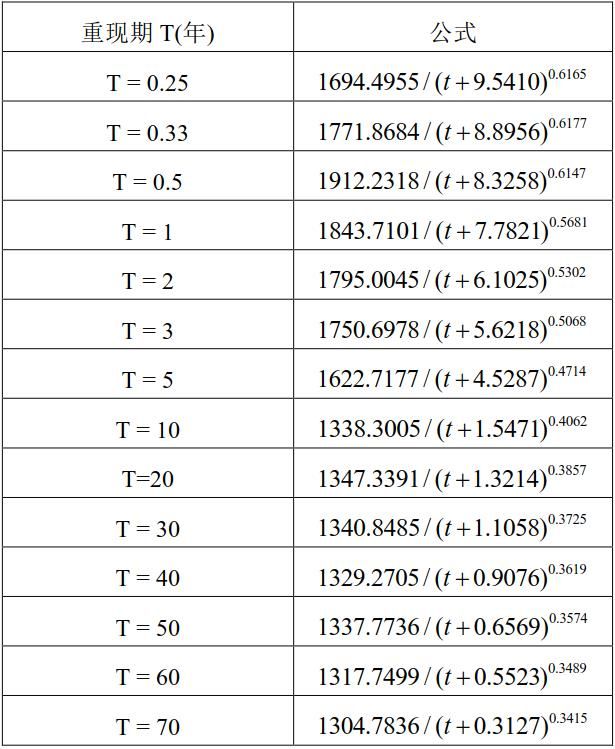 重现期 T(年) 公式
T = 0.25 1694.4955 / (t + 9.5410)^0.6165
T = 0.33 1771.8684 / (t + 8.8956)^0.6177
T = 0.5 1912.2318 / (t + 8.3258)^0.6147
T = 1 1843.7101 / (t + 7.7821)^0.5681
T = 2 1795.0045 / (t + 6.1025)^0.5302
T = 3 1750.6978 / (t + 5.6218)^0.5068
T = 5 1622.7177 / (t + 4.5287)^0.4714
T = 10 1338.3005 / (t + 1.5471)^0.4062
T=20 1347.3391 / (t + 1.3214)^0.3857
T = 30 1340.8485 / (t + 1.1058)^0.3725
T = 40 1329.2705 / (t + 0.9076)^0.3619
T = 50 1337.7736 / (t + 0.6569)^0.3574
T = 60 1317.7499 / (t + 0.5523)^0.3489
T = 70 1304.7836 / (t + 0.3127)^0.3415